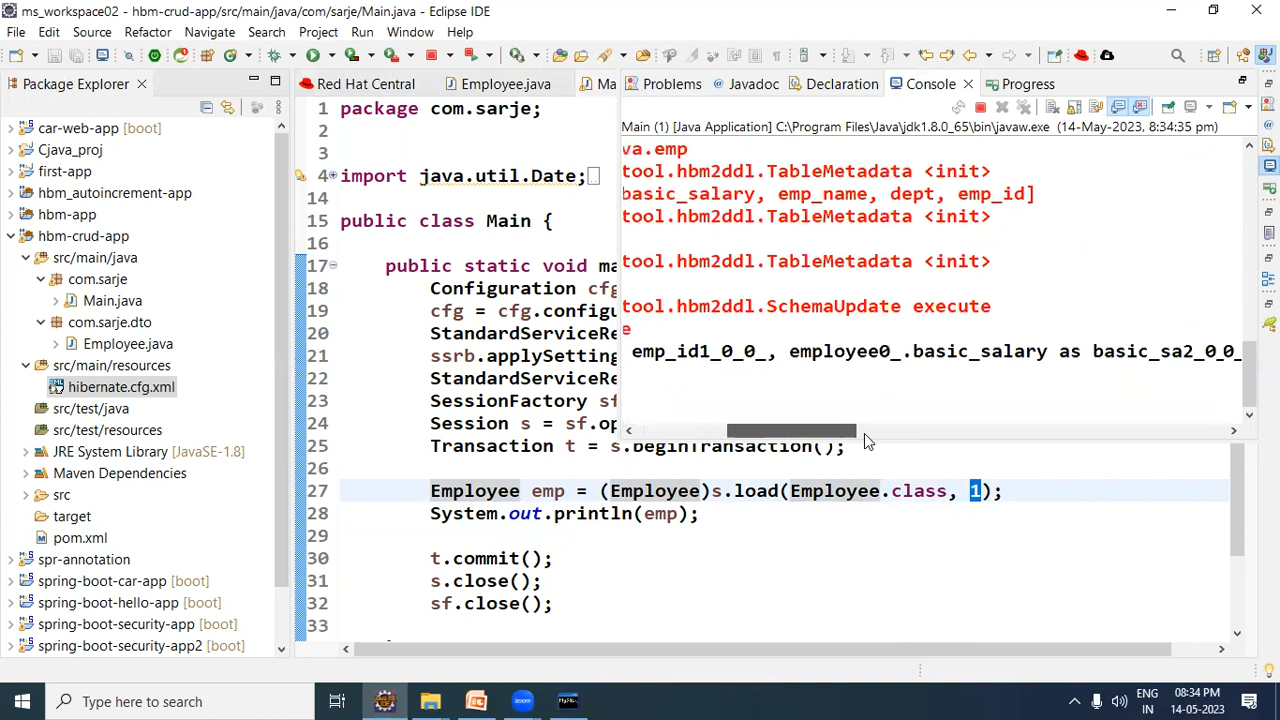 ms_workspace02 - hbm-crud-app/src/main/java/com/sarje/Main.java - Eclipse IDE
File Edit Source Refactor Navigate Search Project Run Window Help
Package Explorer
Red Hat Central
Employee.java
Ma
Problems
Javadoc
Declaration
Console
Progress
car-web-app [boot]
Cjava_proj
first-app
hbm_autoincrement-app
hbm-app
hbm-crud-app
src/main/java
com.sarje
Main.java
com.sarje.dto
Employee.java
src/main/resources
hibernate.cfg.xml
src/test/java
src/test/resources
JRE System Library [JavaSE-1.8]
Maven Dependencies
src
target
pom.xml
spr-annotation
spring-boot-car-app [boot]
spring-boot-hello-app [boot]
spring-boot-security-app [boot]
spring-boot-security-app2 [boot]
1 package com.sarje;
2
3
4 import java.util.Date;
14
15 public class Main {
16
17 public static void ma
18 Configuration cfg
19 cfg = cfg.configu
20 StandardServiceRe
21 ssrb.applySetting
22 StandardServiceRe
23 SessionFactory sf
24 Session s = sf.op
25 Transaction t = s.beginTransaction();
26
27 Employee emp = (Employee)s.load(Employee.class, 1);
28 System.out.println(emp);
29
30 t.commit();
31 s.close();
32 sf.close();
33
Main (1) [Java Application] C:\Program Files\Java\jdk1.8.0_65\bin\javaw.exe (14-May-2023, 8:34:35 pm)
va.emp
tool.hbm2ddl.TableMetadata <init>
basic_salary, emp_name, dept, emp_id]
tool.hbm2ddl.TableMetadata <init>
tool.hbm2ddl.TableMetadata <init>
tool.hbm2ddl.SchemaUpdate execute
e
emp_id1_0_0_, employee0_.basic_salary as basic_sa2_0_0_
Type here to search
ENG
IN
08:34 PM
14-05-2023